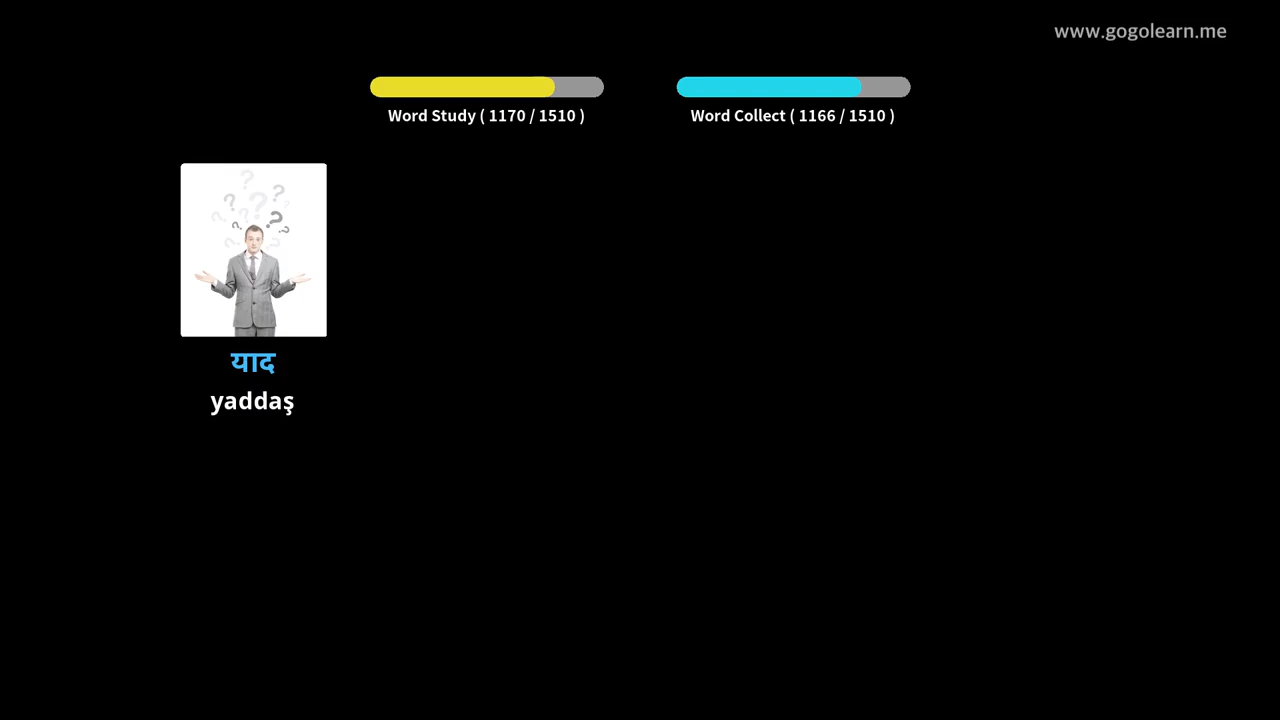 www.gogolearn.me
Word Study ( 1170 / 1510 )
Word Collect ( 1166 / 1510 )
याद
yaddaş